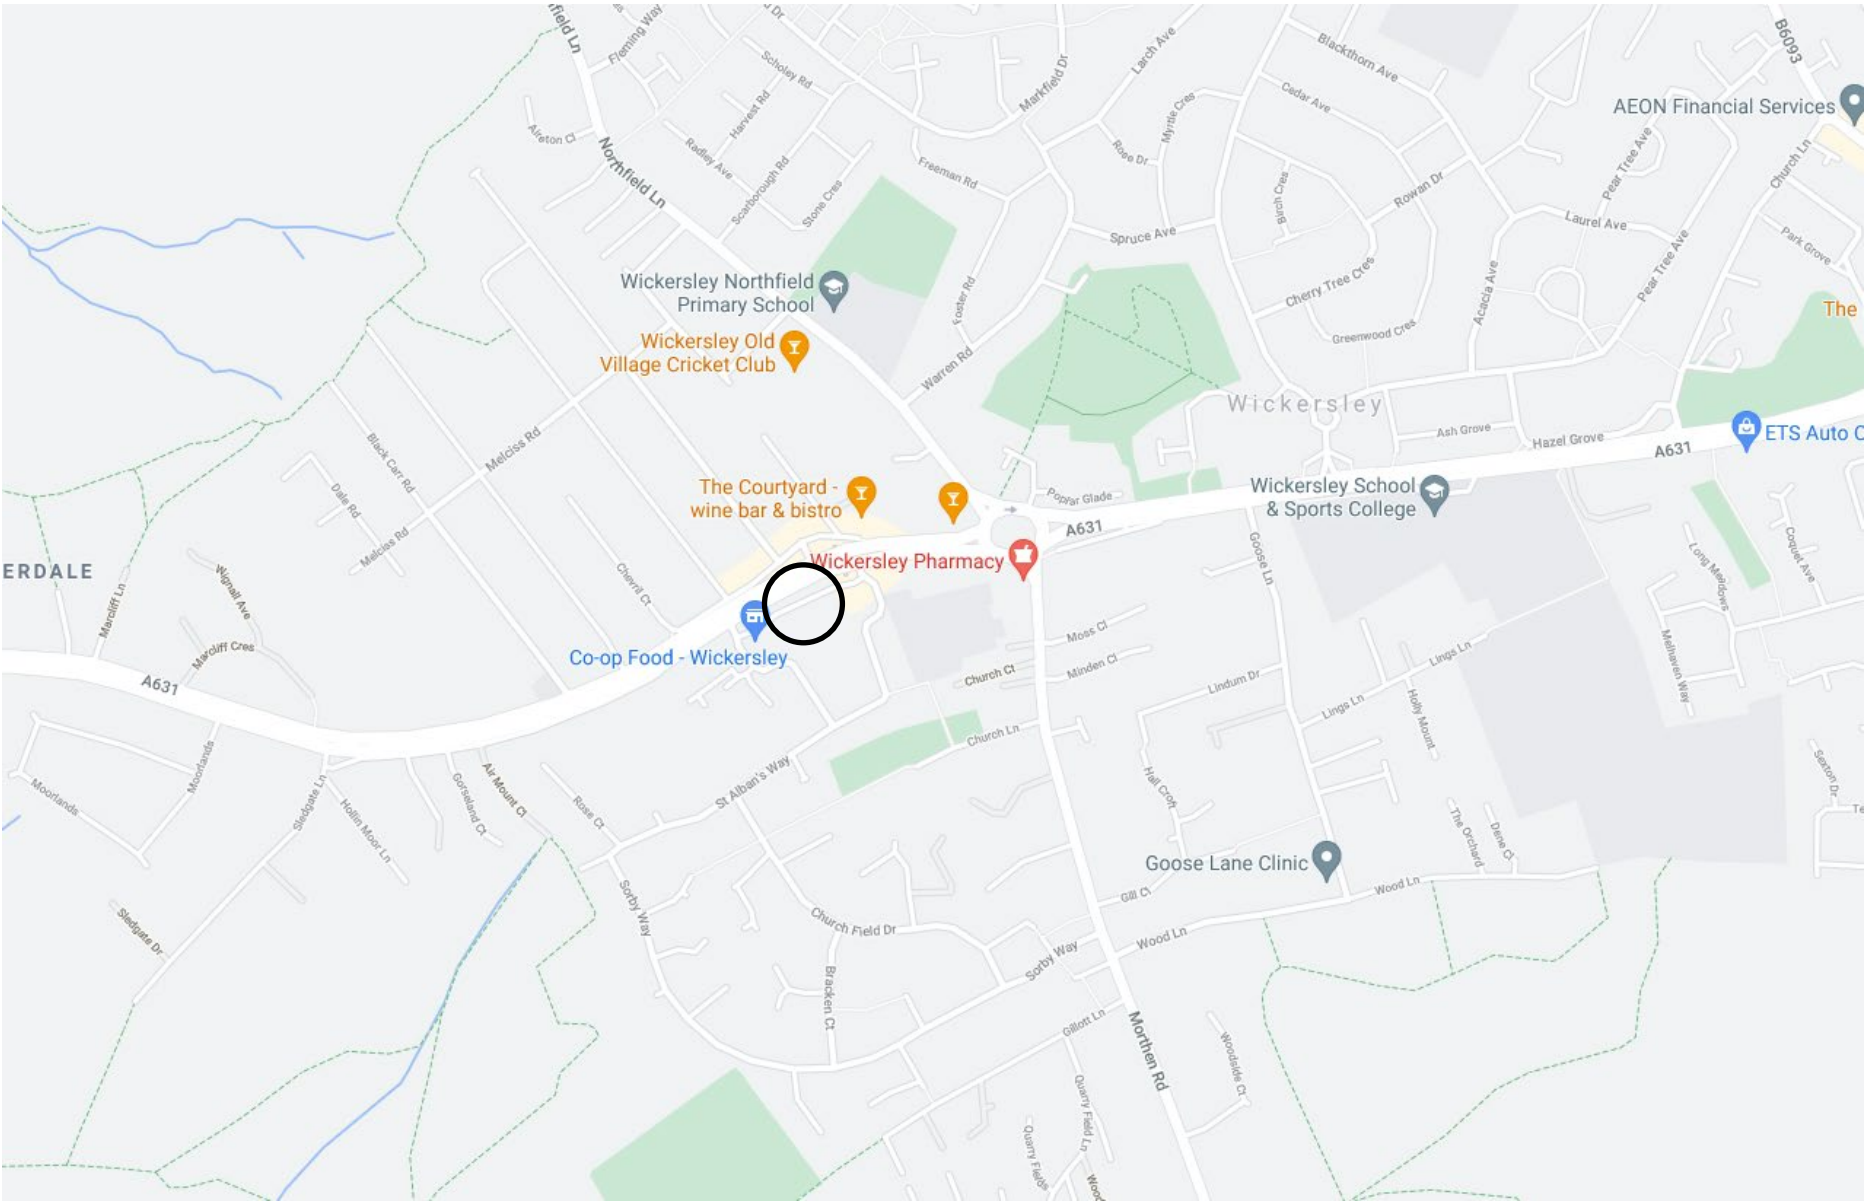 Fleming Way
Scholey Rd
Markfield Dr
Larch Ave
Blackthorn Ave
B6093
AEON Financial Services
Aireton Cl
Harvest Rd
Radley Ave
Scarborough Rd
Stone Cres
Northfield Ln
Freeman Rd
Rose Dr
Myrtle Cres
Cedar Ave
Birch Cres
Rowan Dr
Pear Tree Ave
Church Ln
Laurel Ave
Park Grove
Spruce Ave
Cherry Tree Cres
Acacia Ave
Pear Tree Ave
Greenwood Cres
Wickersley Northfield
Primary School
Foster Rd
The
Wickersley Old
Village Cricket Club
Warren Rd
Wickersley
Ash Grove
Hazel Grove
A631
ETS Auto C
Black Carr Rd
Melciss Rd
Dale Rd
Melciss Rd
The Courtyard -
wine bar & bistro
Poplar Glade
A631
Wickersley School
& Sports College
Goose Ln
Long Meadows
Coquet Ave
ERDALE
Marcliff Ln
Wignall Ave
Marcliff Cres
Chevril Ct
Wickersley Pharmacy
Co-op Food - Wickersley
Moss Cl
Minden Cl
Church Ct
Lindum Dr
Lings Ln
Lings Ln
Holly Mount
Melhaven Way
A631
Church Ln
St Alban's Way
Moorlands
Moorlands
Sledgate Ln
Hollin Moor Ln
Gorseland Ct
Air Mount Ct
Rose Ct
Hall Croft
The Orchard
Dene Cl
Sexton Dr
Te
Goose Lane Clinic
Gill Cl
Wood Ln
Wood Ln
Sledgate Dr
Sorby Way
Church Field Dr
Sorby Way
Bracken Ct
Gillott Ln
Morthen Rd
Woodside Ct
Quarry Field Ln
Quarry Fields